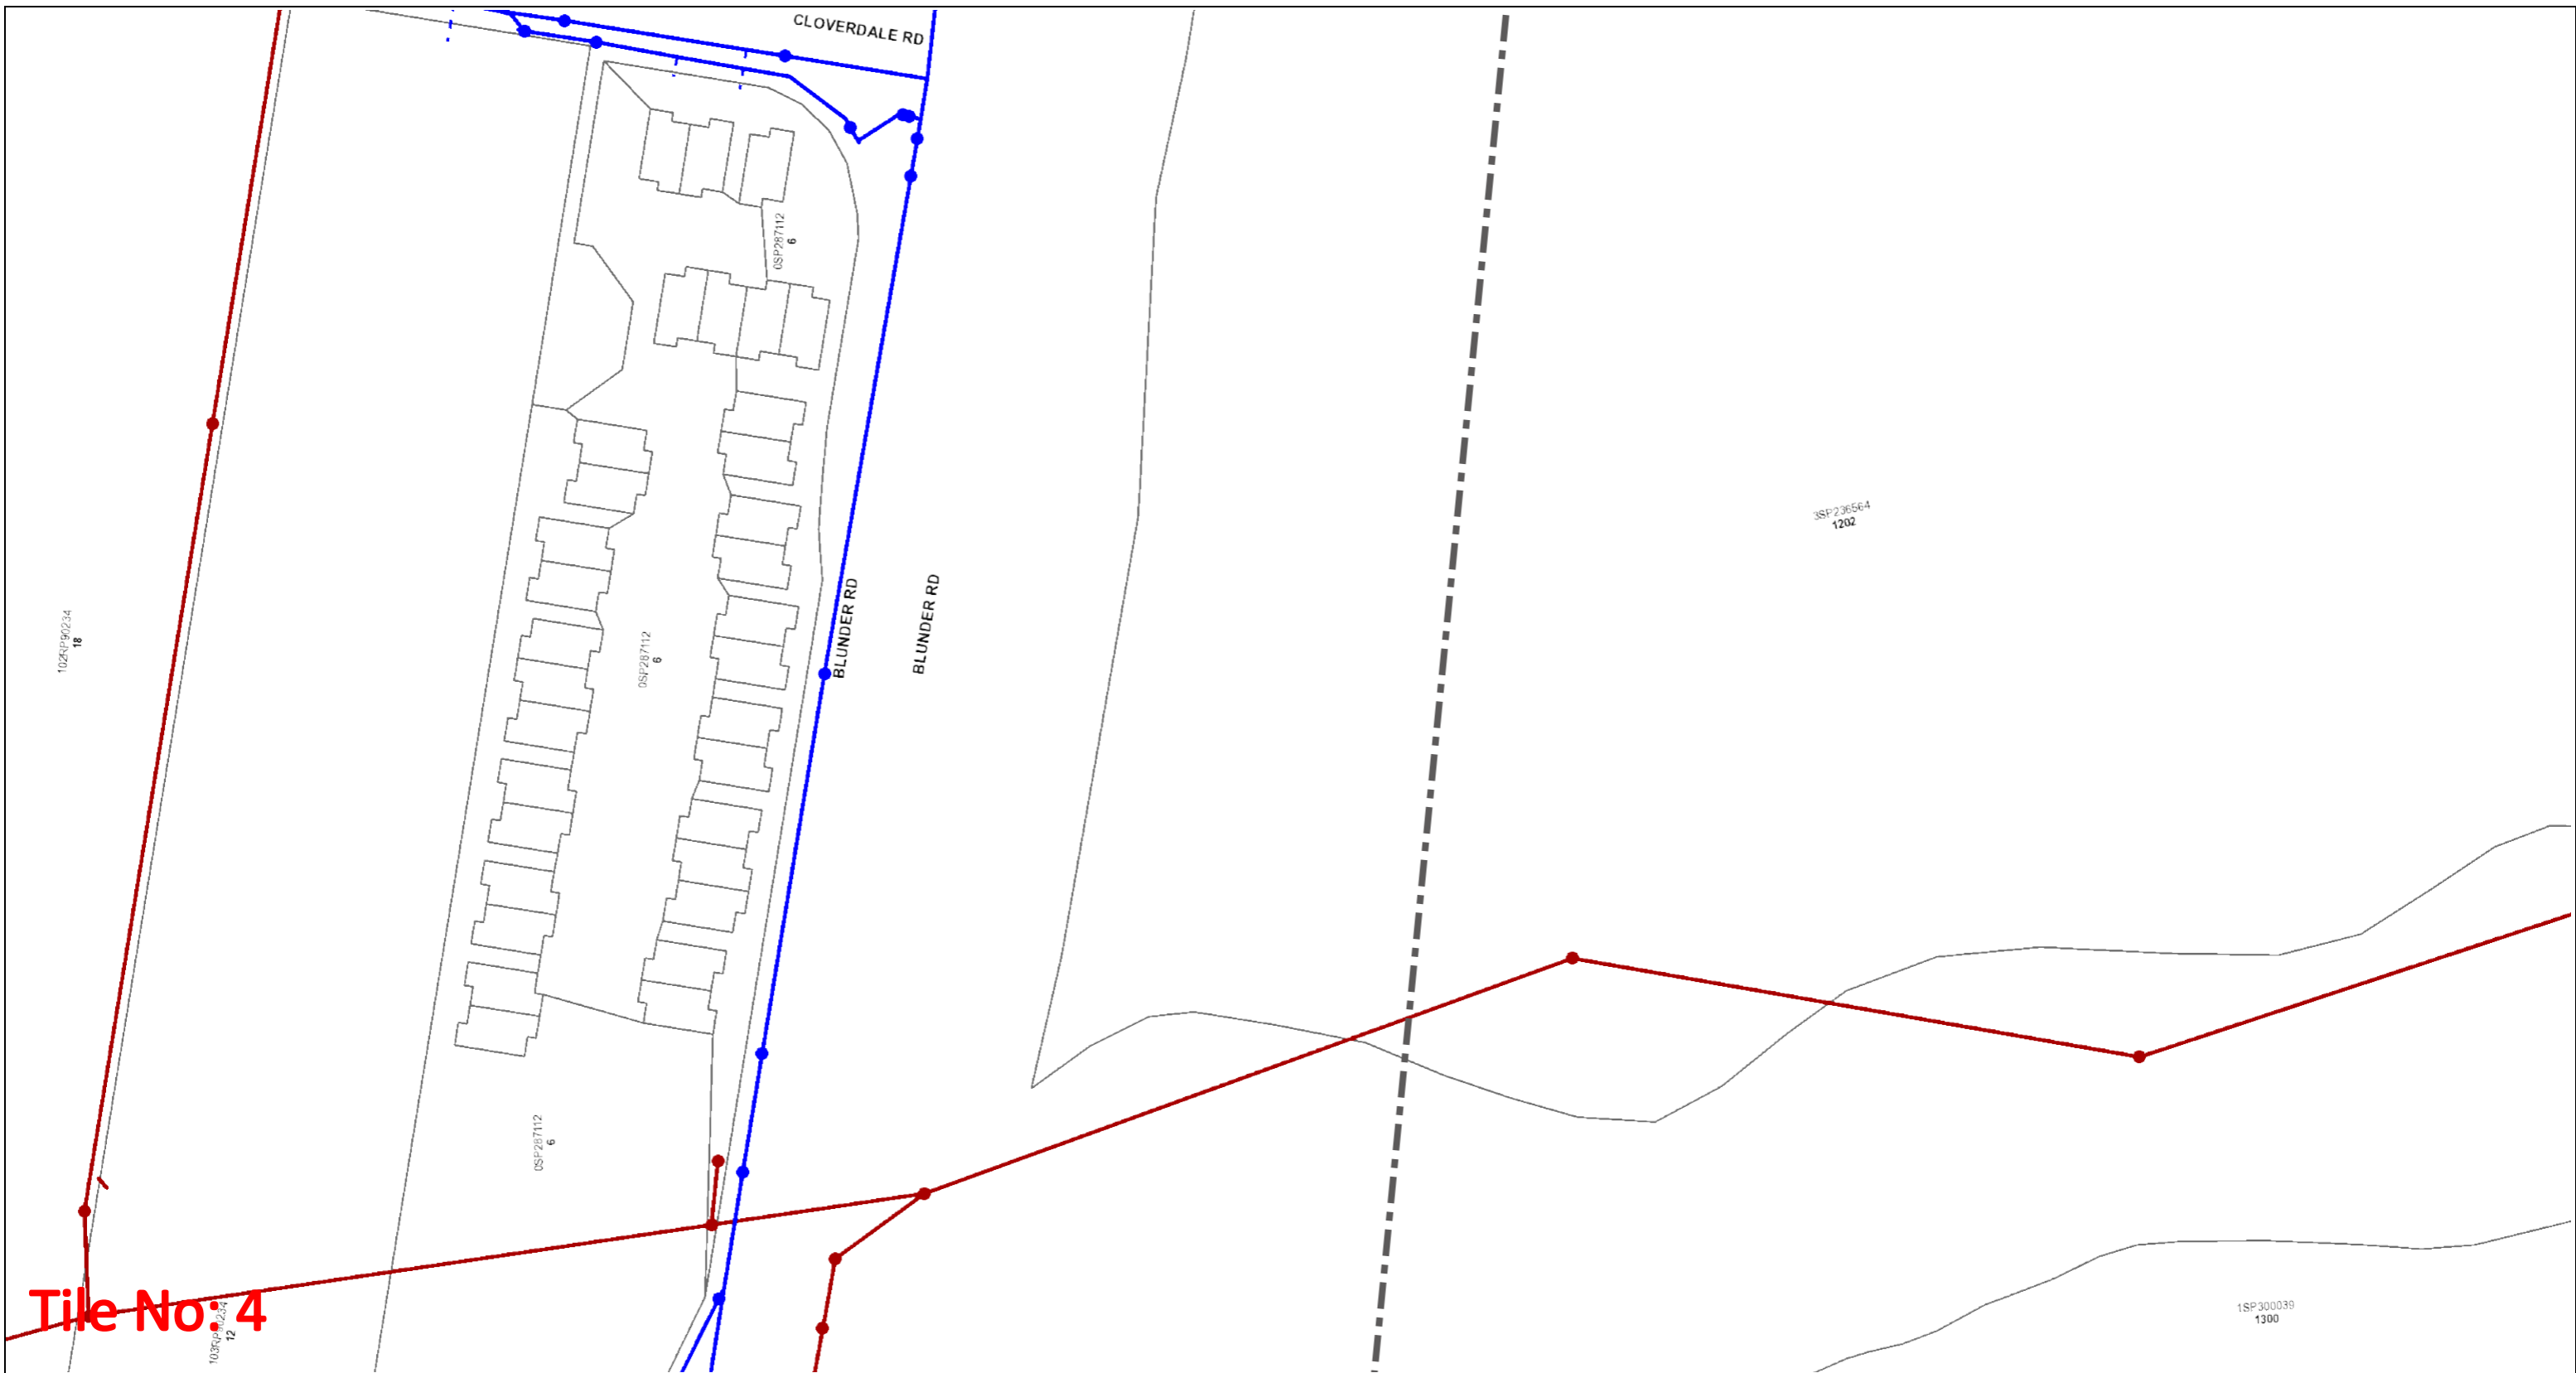 CLOVERDALE RD
0SP287112
6
3SP236564
1202
BLUNDER RD
BLUNDER RD
102RP90234
18
0SP287112
6
0SP287112
6
Tile No: 4
103RP90234
12
1SP300039
1300